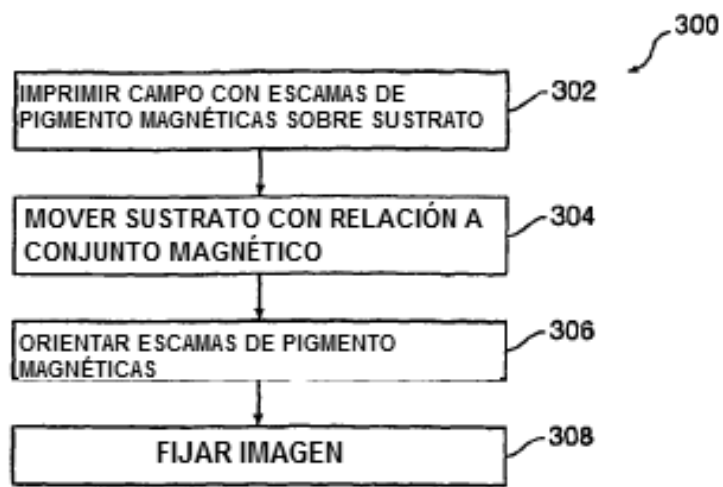 300
IMPRIMIR CAMPO CON ESCAMAS DE
PIGMENTO MAGNÉTICAS SOBRE SUSTRATO
302
MOVER SUSTRATO CON RELACIÓN A
CONJUNTO MAGNÉTICO
304
ORIENTAR ESCAMAS DE PIGMENTO
MAGNÉTICAS
306
FIJAR IMAGEN
308